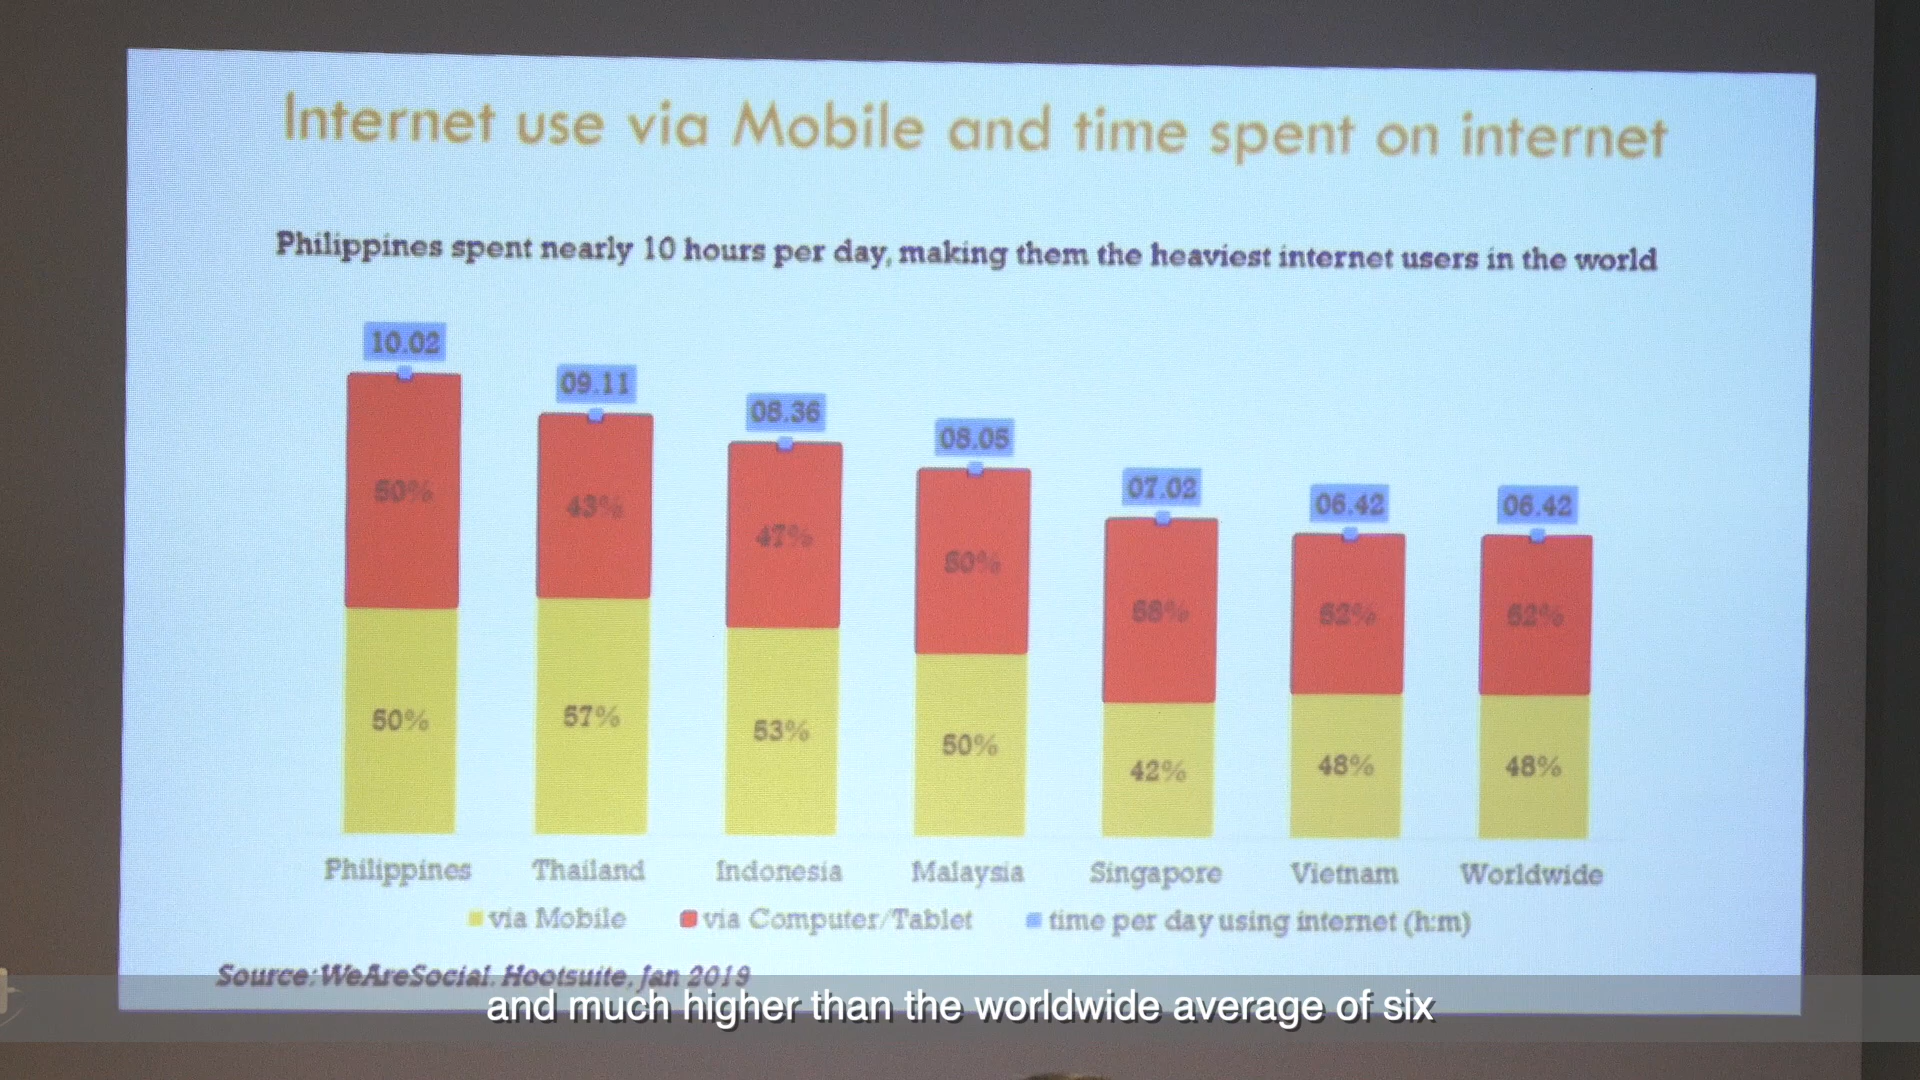 Internet use via Mobile and time spent on internet
Philippines spent nearly 10 hours per day, making them the heaviest internet users in the world
10.02
09.11
08.36
08.05
07.02
06.42
06.42
50%
43%
47%
50%
58%
52%
52%
50%
57%
53%
50%
42%
48%
48%
Philippines
Thailand
Indonesia
Malaysia
Singapore
Vietnam
Worldwide
via Mobile
via Computer/Tablet
time per day using internet (h:m)
Source: WeAreSocial. Hootsuite, Jan 2019
and much higher than the worldwide average of six